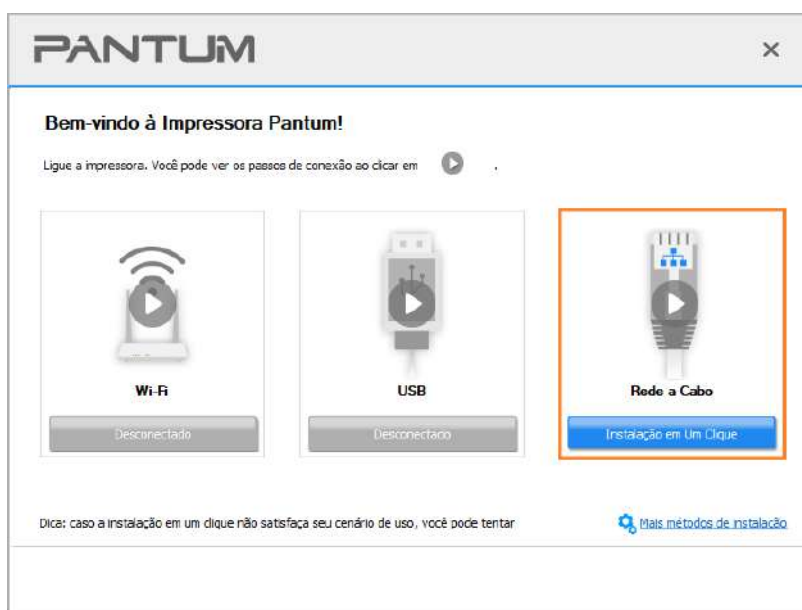 PANTUM
Bem-vindo à Impressora Pantum!
Ligue a impressora. Você pode ver os passos de conexão ao clicar em .
Wi-Fi
USB
Rede a Cabo
Desconectado
Desconectado
Instalação em Um Clique
Dica: caso a instalação em um clique não satisfaça seu cenário de uso, você pode tentar
Mais métodos de instalação